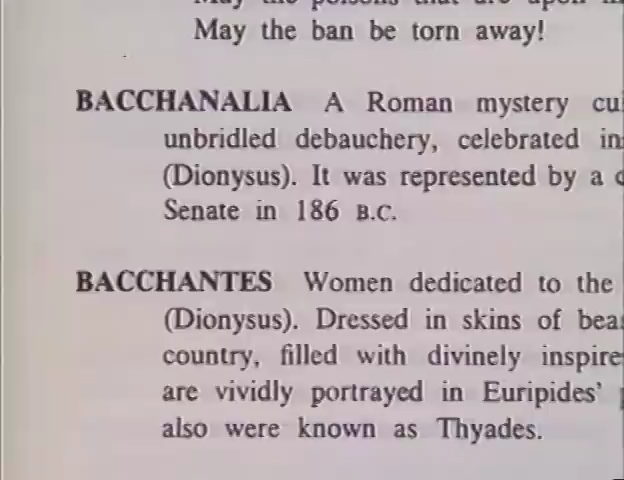 May the ban be torn away!
BACCHANALIA A Roman mystery
unbridled debauchery, celebrated
(Dionysus). It was represented by a
Senate in 186 B.C.
BACCHANTES Women dedicated to the
(Dionysus). Dressed in skins of
country, filled with divinely
are vividly portrayed in Euripides'
also were known as Thyades.